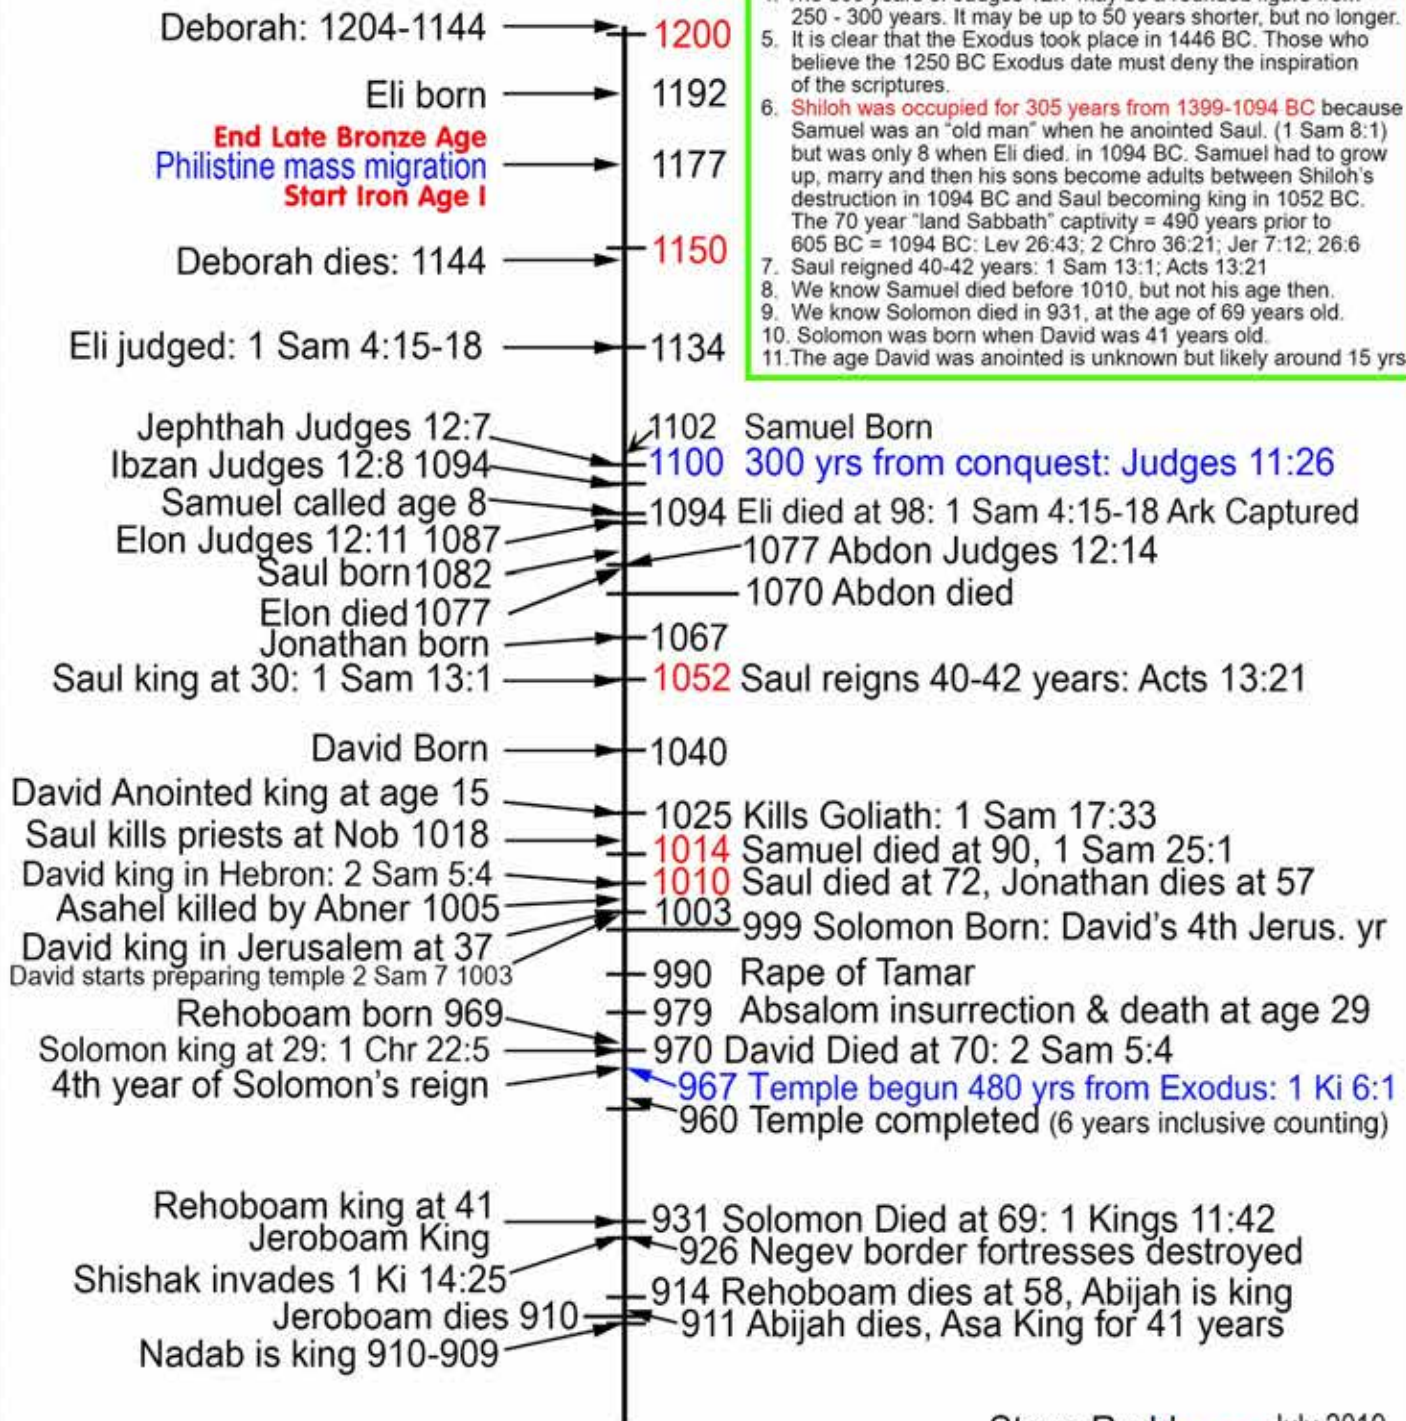 250 - 300 years. It may be up to 50 years shorter, but no longer.
5. It is clear that the Exodus took place in 1446 BC. Those who
believe the 1250 BC Exodus date must deny the inspiration
of the scriptures.
6. Shiloh was occupied for 305 years from 1399-1094 BC because
Samuel was an "old man" when he anointed Saul. (1 Sam 8:1)
but was only 8 when Eli died. in 1094 BC. Samuel had to grow
up, marry and then his sons become adults between Shiloh's
destruction in 1094 BC and Saul becoming king in 1052 BC.
The 70 year "land Sabbath" captivity = 490 years prior to
605 BC = 1094 BC: Lev 26:43; 2 Chro 36:21; Jer 7:12; 26:6
7. Saul reigned 40-42 years: 1 Sam 13:1; Acts 13:21
8. We know Samuel died before 1010, but not his age then.
9. We know Solomon died in 931, at the age of 69 years old.
10. Solomon was born when David was 41 years old.
11.The age David was anointed is unknown but likely around 15 yrs
Deborah: 1204-1144
1200
Eli born
1192
End Late Bronze Age
Philistine mass migration
1177
Start Iron Age I
1150
Deborah dies: 1144
Eli judged: 1 Sam 4:15-18
1134
Jephthah Judges 12:7
1102 Samuel Born
Ibzan Judges 12:8 1094
1100 300 yrs from conquest: Judges 11:26
Samuel called age 8
1094 Eli died at 98: 1 Sam 4:15-18 Ark Captured
Elon Judges 12:11 1087
1077 Abdon Judges 12:14
Saul born 1082
1070 Abdon died
Elon died 1077
Jonathan born
1067
Saul king at 30: 1 Sam 13:1
1052 Saul reigns 40-42 years: Acts 13:21
David Born
1040
David Anointed king at age 15
1025 Kills Goliath: 1 Sam 17:33
Saul kills priests at Nob 1018
1014 Samuel died at 90, 1 Sam 25:1
David king in Hebron: 2 Sam 5:4
1010 Saul died at 72, Jonathan dies at 57
Asahel killed by Abner 1005
1003
999 Solomon Born: David's 4th Jerus. yr
David king in Jerusalem at 37
David starts preparing temple 2 Sam 7 1003
990 Rape of Tamar
Rehoboam born 969
979 Absalom insurrection & death at age 29
Solomon king at 29: 1 Chr 22:5
970 David Died at 70: 2 Sam 5:4
4th year of Solomon's reign
967 Temple begun 480 yrs from Exodus: 1 Ki 6:1
960 Temple completed (6 years inclusive counting)
Rehoboam king at 41
931 Solomon Died at 69: 1 Kings 11:42
Jeroboam King
926 Negev border fortresses destroyed
Shishak invades 1 Ki 14:25
914 Rehoboam dies at 58, Abijah is king
Jeroboam dies 910
911 Abijah dies, Asa King for 41 years
Nadab is king 910-909